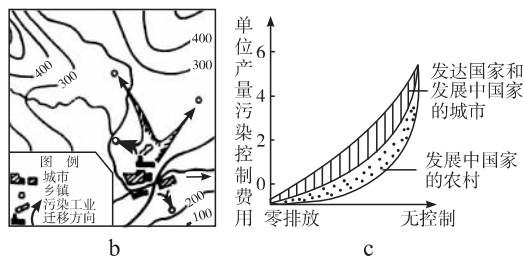 400
300
400
300
200
100
图 例
城市
乡镇
污染工业
迁移方向
b
单位产量污染控制费用
6
4
2
0
发达国家和
发展中国家
的城市
发展中国家
的农村
零排放
无控制
c